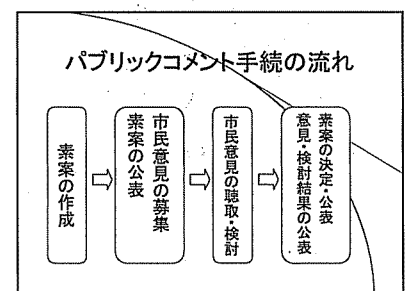 パブリックコメント手続の流れ
素案の作成
素案の公表
市民意見の募集
市民意見の聴取・検討
素案の決定・公表
意見・検討結果の公表